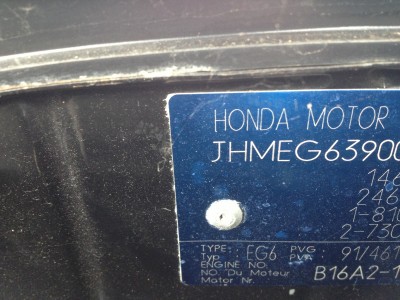 HONDA MOTOR
JHMEG63900
146
246
1-810
2-730
TYPE: EG6 PVG: 91/461
Typ PVA
ENGINE NO.
NO. Du Moteur B16A2-1
Motor Nr.